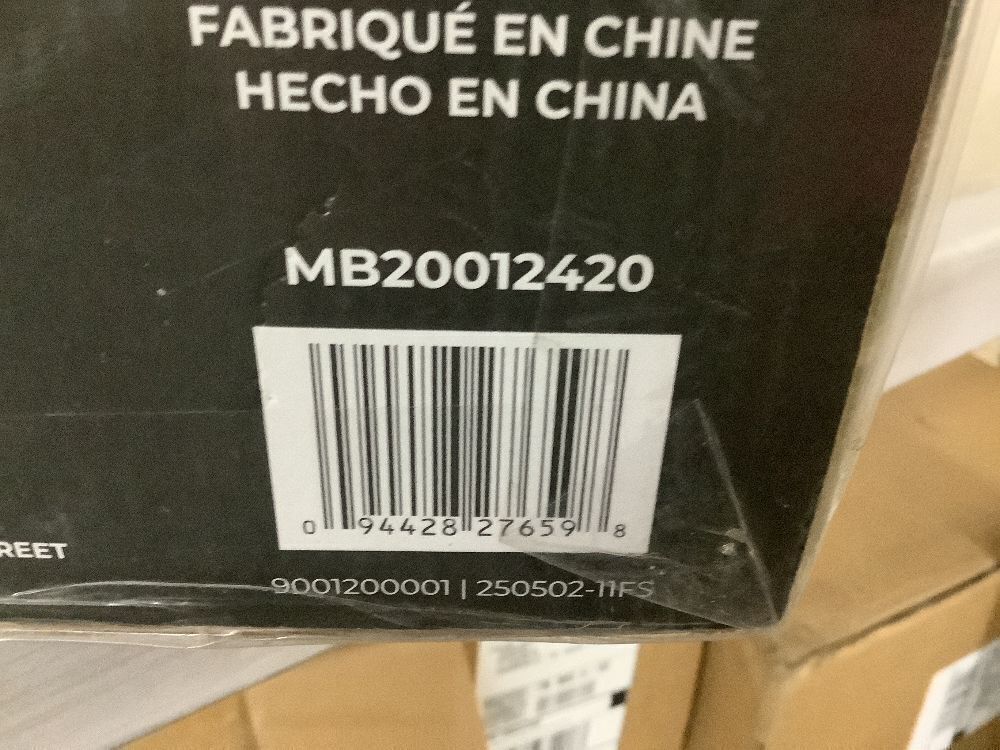 FABRIQUÉ EN CHINE
HECHO EN CHINA
MB20012420
0 94428 27659 8
REET
9001200001 | 250502-11FS